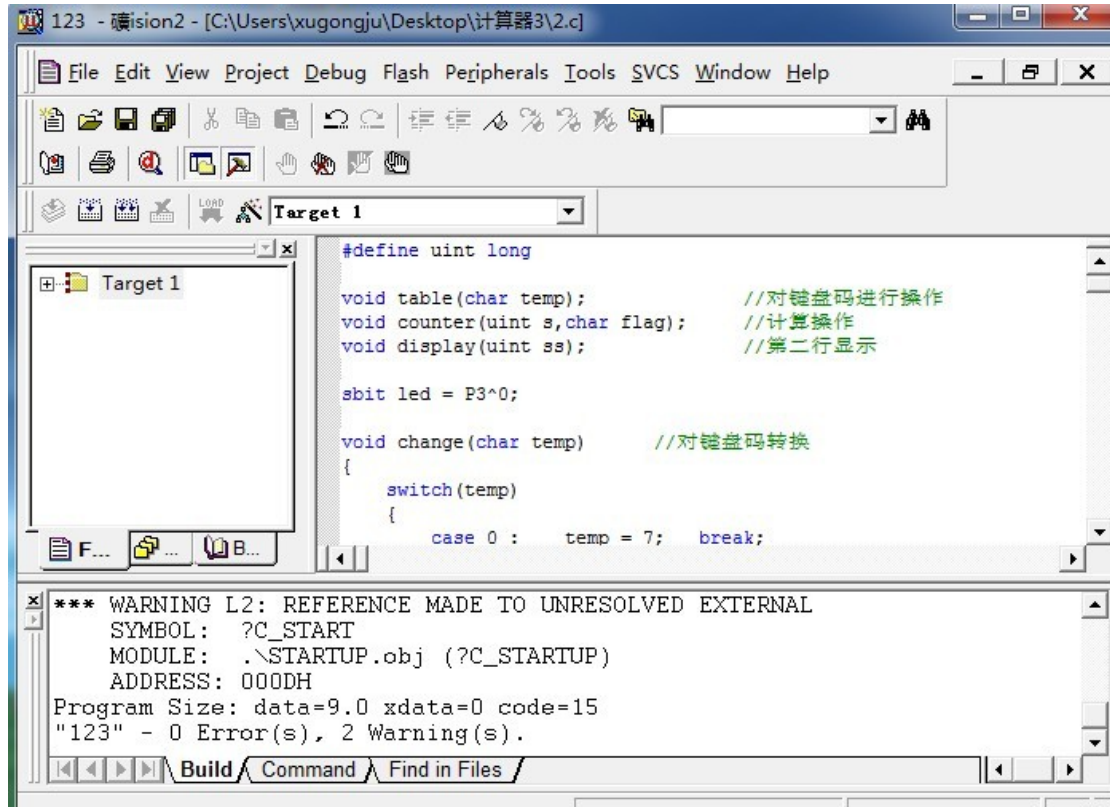 123 - 礦ision2 - [C:\Users\xugongju\Desktop\计算器3\2.c]
File Edit View Project Debug Flash Peripherals Tools SVCS Window Help
LOAD
Target 1
Target 1
F... ... B...
#define uint long
void table(char temp); //对键盘码进行操作
void counter(uint s,char flag); //计算操作
void display(uint ss); //第二行显示
sbit led = P3^0;
void change(char temp) //对键盘码转换
{
switch(temp)
{
case 0 : temp = 7; break;
*** WARNING L2: REFERENCE MADE TO UNRESOLVED EXTERNAL
SYMBOL: ?C_START
MODULE: .\STARTUP.obj (?C_STARTUP)
ADDRESS: 000DH
Program Size: data=9.0 xdata=0 code=15
"123" - 0 Error(s), 2 Warning(s).
Build Command Find in Files